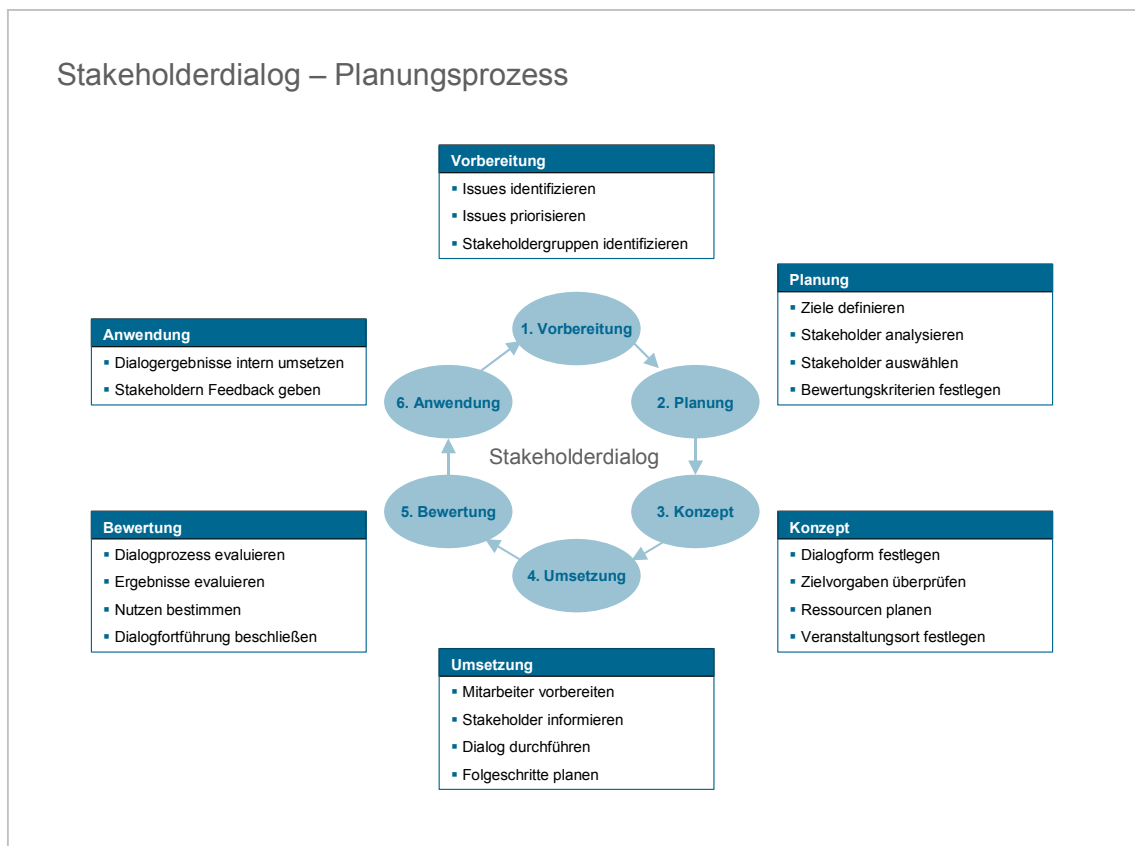 Stakeholderdialog – Planungsprozess
Vorbereitung
▪ Issues identifizieren
▪ Issues priorisieren
▪ Stakeholdergruppen identifizieren
Planung
▪ Ziele definieren
▪ Stakeholder analysieren
▪ Stakeholder auswählen
▪ Bewertungskriterien festlegen
Anwendung
▪ Dialogergebnisse intern umsetzen
▪ Stakeholdern Feedback geben
1. Vorbereitung
6. Anwendung
2. Planung
Stakeholderdialog
5. Bewertung
3. Konzept
4. Umsetzung
Bewertung
▪ Dialogprozess evaluieren
▪ Ergebnisse evaluieren
▪ Nutzen bestimmen
▪ Dialogfortführung beschließen
Konzept
▪ Dialogform festlegen
▪ Zielvorgaben überprüfen
▪ Ressourcen planen
▪ Veranstaltungsort festlegen
Umsetzung
▪ Mitarbeiter vorbereiten
▪ Stakeholder informieren
▪ Dialog durchführen
▪ Folgeschritte planen